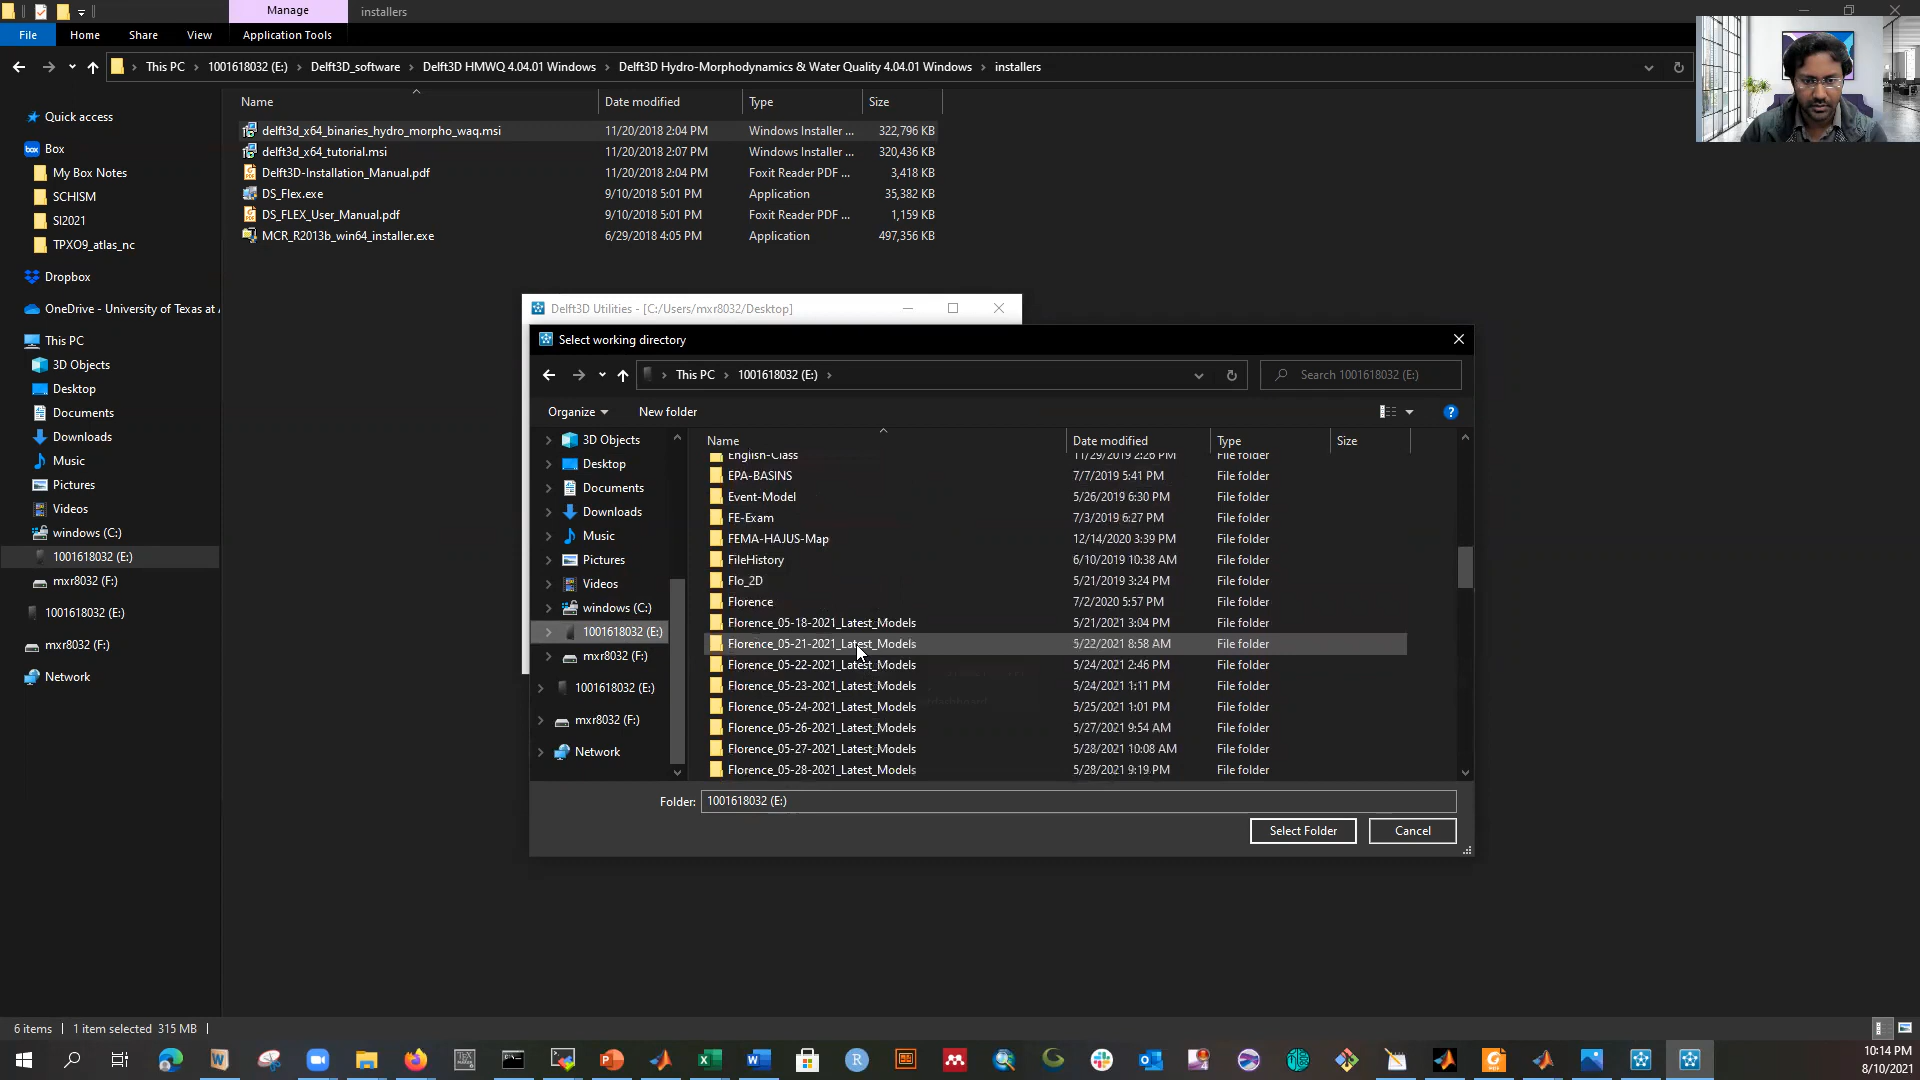 Manage
installers
File
Home
Share
View
Application Tools
This PC
1001618032 (E:)
Delft3D_software
Delft3D HMWQ 4.04.01 Windows
Delft3D Hydro-Morphodynamics & Water Quality 4.04.01 Windows
installers
Name
Date modified
Type
Size
delft3d_x64_binaries_hydro_morpho_waq.msi 11/20/2018 2:04 PM Windows Installer ... 322,796 KB
delft3d_x64_tutorial.msi 11/20/2018 2:07 PM Windows Installer ... 320,436 KB
Delft3D-Installation_Manual.pdf 11/20/2018 2:04 PM Foxit Reader PDF ... 3,418 KB
DS_Flex.exe 9/10/2018 5:01 PM Application 35,382 KB
DS_FLEX_User_Manual.pdf 9/10/2018 5:01 PM Foxit Reader PDF ... 1,159 KB
MCR_R2013b_win64_installer.exe 6/29/2018 4:05 PM Application 497,356 KB
Quick access
Box
My Box Notes
SCHISM
SI2021
TPXO9_atlas_nc
Dropbox
OneDrive - University of Texas at
This PC
3D Objects
Desktop
Documents
Downloads
Music
Pictures
Videos
windows (C:)
1001618032 (E:)
mxr8032 (F:)
1001618032 (E:)
mxr8032 (F:)
Network
Delft3D Utilities - [C:/Users/mxr8032/Desktop]
Select working directory
This PC
1001618032 (E:)
Search 1001618032 (E:)
Organize
New folder
3D Objects
Desktop
Documents
Downloads
Music
Pictures
Videos
windows (C:)
1001618032 (E:)
mxr8032 (F:)
1001618032 (E:)
mxr8032 (F:)
Network
Name
Date modified
Type
Size
English-Class 11/29/2019 2:26 PM File folder
EPA-BASINS 7/7/2019 5:41 PM File folder
Event-Model 5/26/2019 6:30 PM File folder
FE-Exam 7/3/2019 6:27 PM File folder
FEMA-HAJUS-Map 12/14/2020 3:39 PM File folder
FileHistory 6/10/2019 10:38 AM File folder
Flo_2D 5/21/2019 3:24 PM File folder
Florence 7/2/2020 5:57 PM File folder
Florence_05-18-2021_Latest_Models 5/21/2021 3:04 PM File folder
Florence_05-21-2021_Latest_Models 5/22/2021 8:58 AM File folder
Florence_05-22-2021_Latest_Models 5/24/2021 2:46 PM File folder
Florence_05-23-2021_Latest_Models 5/24/2021 1:11 PM File folder
Florence_05-24-2021_Latest_Models 5/25/2021 1:01 PM File folder
Florence_05-26-2021_Latest_Models 5/27/2021 9:54 AM File folder
Florence_05-27-2021_Latest_Models 5/28/2021 10:08 AM File folder
Florence_05-28-2021_Latest_Models 5/28/2021 9:19 PM File folder
Folder: 1001618032 (E:)
Select Folder
Cancel
6 items
1 item selected 315 MB
10:14 PM
8/10/2021